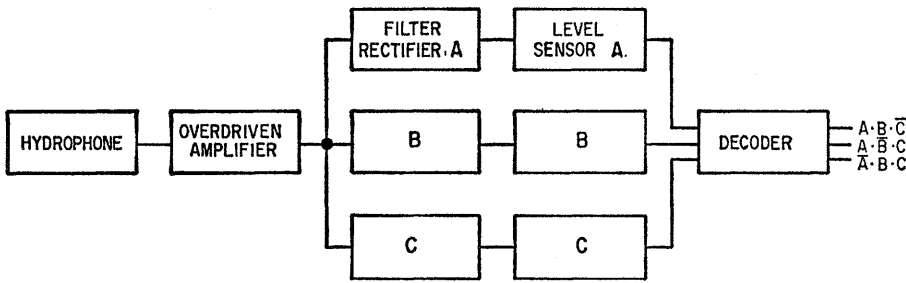 FILTER
RECTIFIER. A
LEVEL
SENSOR A.
HYDROPHONE
OVERDRIVEN
AMPLIFIER
B
B
DECODER
A·B·C̅
A·B̅·C
A̅·B·C
C
C